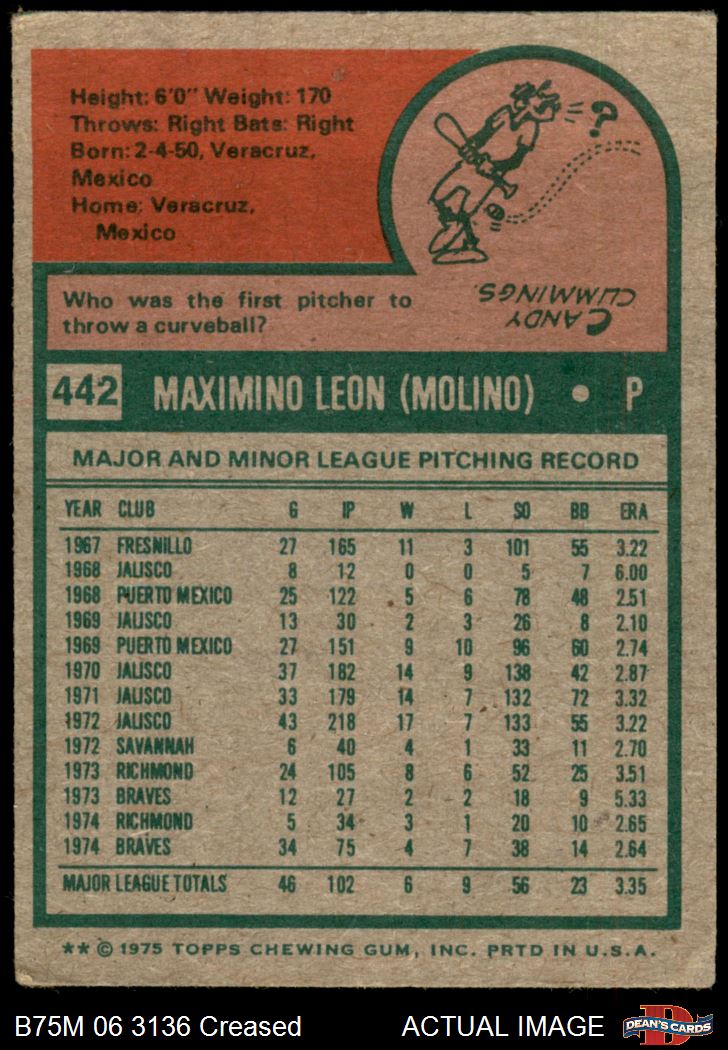 Height: 6'0" Weight: 170
Throws: Right Bats: Right
Born: 2-4-50, Veracruz,
Mexico
Home: Veracruz,
Mexico
?
Who was the first pitcher to
throw a curveball?
CANDY
CUMMINGS.
442 MAXIMINO LEON (MOLINO) • P
MAJOR AND MINOR LEAGUE PITCHING RECORD
YEAR CLUB G IP W L SO BB ERA
1967 FRESNILLO 27 165 11 3 101 55 3.22
1968 JALISCO 8 12 0 0 5 7 6.00
1968 PUERTO MEXICO 25 122 5 6 78 48 2.51
1969 JALISCO 13 30 2 3 26 8 2.10
1969 PUERTO MEXICO 27 151 9 10 96 60 2.74
1970 JALISCO 37 182 14 9 138 42 2.87
1971 JALISCO 33 179 14 7 132 72 3.32
1972 JALISCO 43 218 17 7 133 55 3.22
1972 SAVANNAH 6 40 4 1 33 11 2.70
1973 RICHMOND 24 105 8 6 52 25 3.51
1973 BRAVES 12 27 2 2 18 9 5.33
1974 RICHMOND 5 34 3 1 20 10 2.65
1974 BRAVES 34 75 4 7 38 14 2.64
MAJOR LEAGUE TOTALS 46 102 6 9 56 23 3.35
** © 1975 TOPPS CHEWING GUM, INC. PRTD IN U.S.A.
B75M 06 3136 Creased ACTUAL IMAGE
D
DEAN'S CARDS